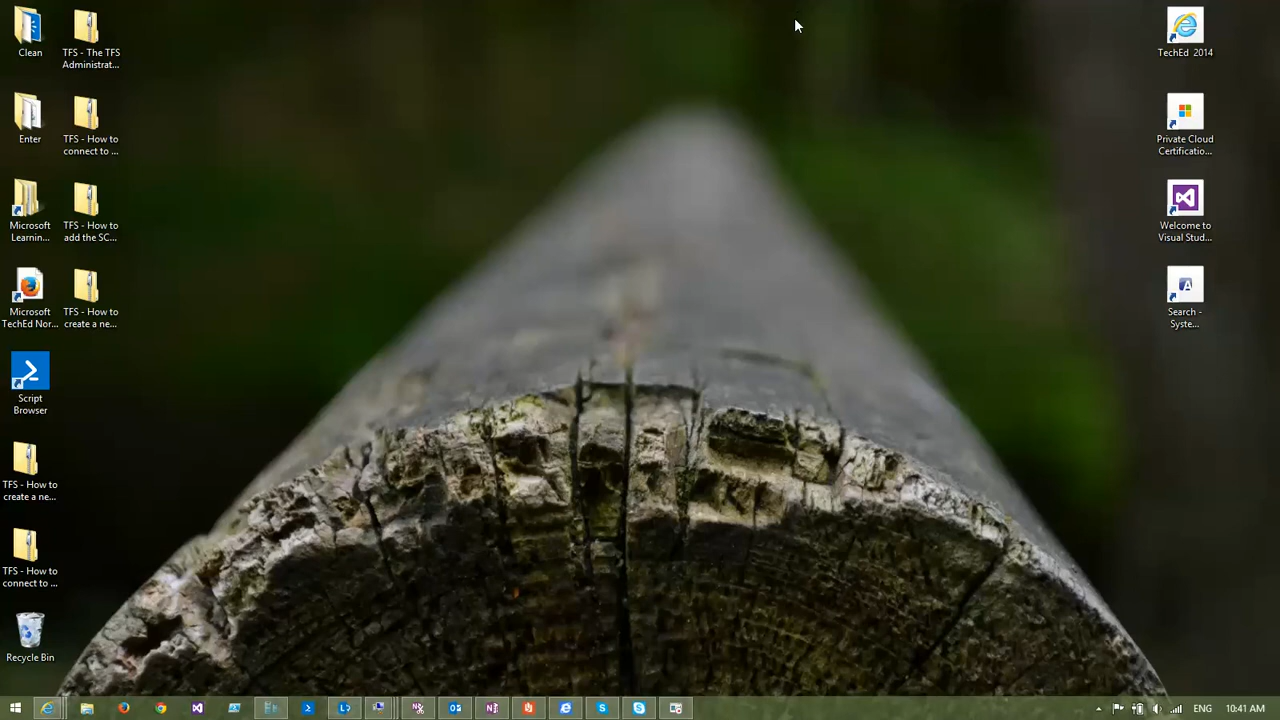 Clean
TFS - The TFS
Administrat...
Enter
TFS - How to
connect to ...
Microsoft
Learnin...
TFS - How to
add the SC...
Microsoft
TechEd Nor...
TFS - How to
create a ne...
Script
Browser
TFS - How to
create a ne...
TFS - How to
connect to ...
Recycle Bin
TechEd 2014
Private Cloud
Certificatio...
Welcome to
Visual Stud...
Search -
Syste...
ENG
10:41 AM